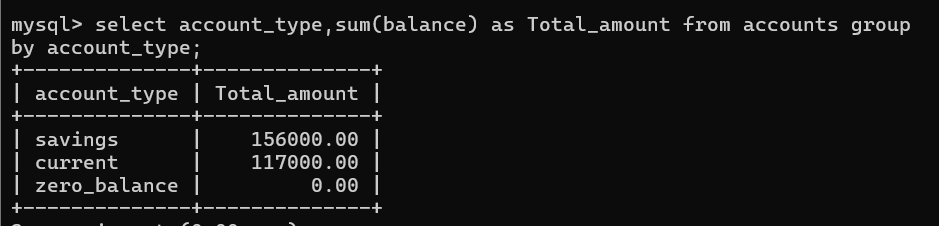 mysql> select account_type,sum(balance) as Total_amount from accounts group
by account_type;
+--------------+--------------+
| account_type | Total_amount |
+--------------+--------------+
| savings      |    156000.00 |
| current      |    117000.00 |
| zero_balance |         0.00 |
+--------------+--------------+